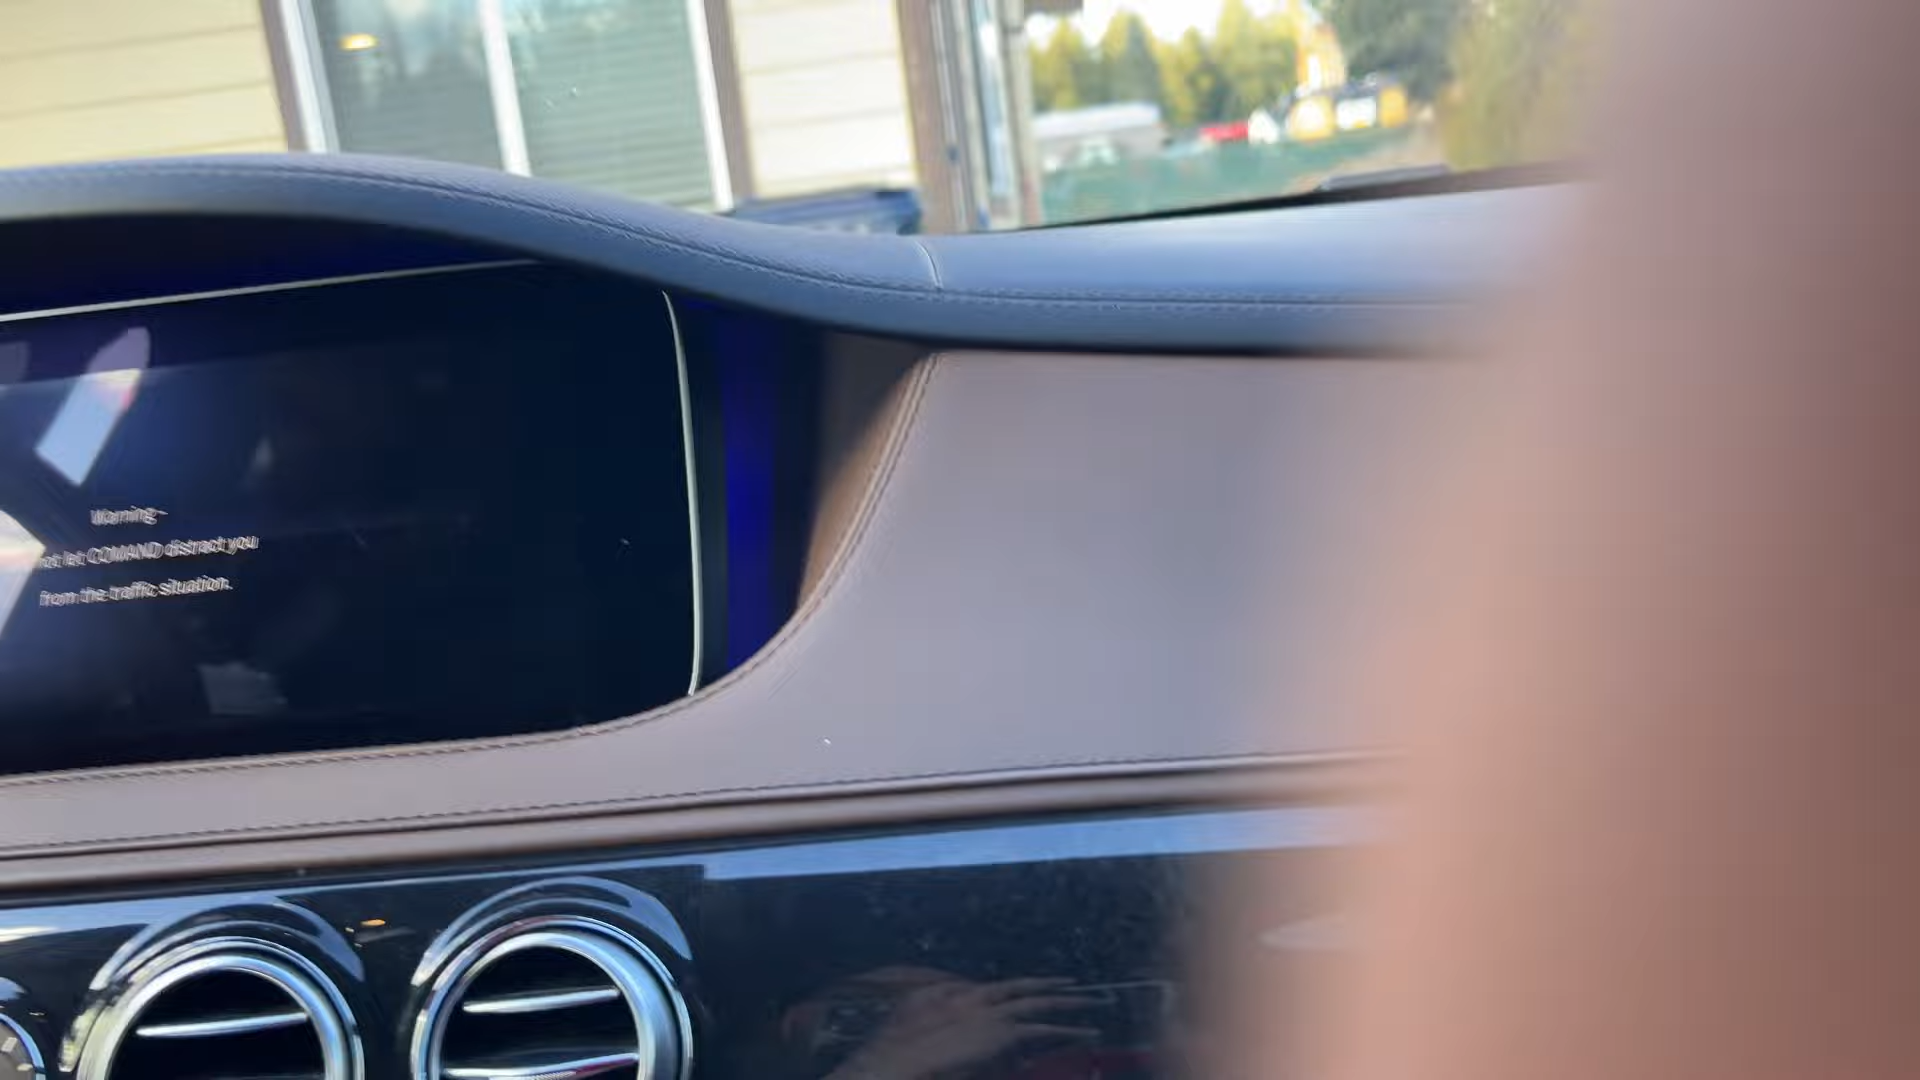 Warning
not let COMAND distract you
from the traffic situation.